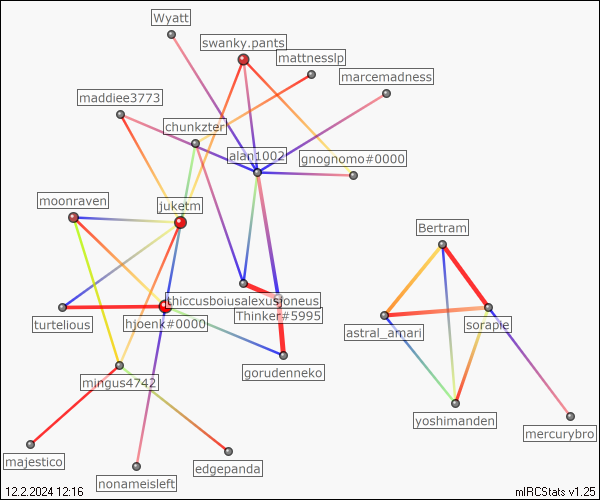 Wyatt
swanky.pants
mattnesslp
marcemadness
maddiee3773
chunkzter
alan1002
gnognomo#0000
moonraven
juketm
Bertram
thiccusboiusalexusjoneus
Thinker#5995
turtelious
hjoenk#0000
astral_amari
sorapie
gorudenneko
mingus4742
yoshimanden
mercurybro
majestico
edgepanda
nonameisleft
12.2.2024 12:16
mIRCStats v1.25